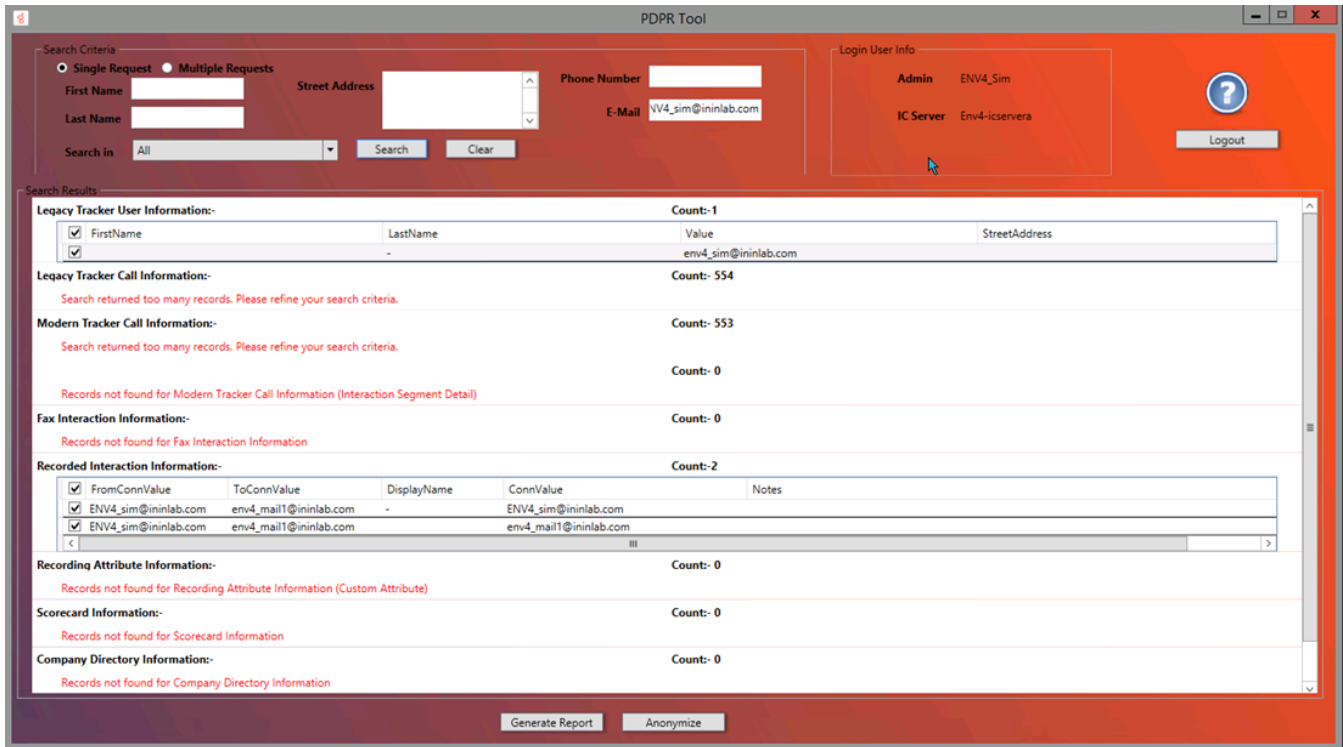 PDPR Tool
Search Criteria
Single Request Multiple Requests
First Name
Last Name
Street Address
Phone Number
E-Mail NV4_sim@ininlab.com
Search in All Search Clear
Login User Info
Admin ENV4_Sim
IC Server Env4-icservera
?
Logout
Search Results
Legacy Tracker User Information:- Count:-1
FirstName LastName Value StreetAddress
- env4_sim@ininlab.com
Legacy Tracker Call Information:- Count:- 554
Search returned too many records. Please refine your search criteria.
Modern Tracker Call Information:- Count:- 553
Search returned too many records. Please refine your search criteria.
Count:- 0
Records not found for Modern Tracker Call Information (Interaction Segment Detail)
Fax Interaction Information:- Count:- 0
Records not found for Fax Interaction Information
Recorded Interaction Information:- Count:-2
FromConnValue ToConnValue DisplayName ConnValue Notes
ENV4_sim@ininlab.com env4_mail1@ininlab.com - ENV4_sim@ininlab.com
ENV4_sim@ininlab.com env4_mail1@ininlab.com env4_mail1@ininlab.com
Recording Attribute Information:- Count:- 0
Records not found for Recording Attribute Information (Custom Attribute)
Scorecard Information:- Count:- 0
Records not found for Scorecard Information
Company Directory Information:- Count:- 0
Records not found for Company Directory Information
Generate Report Anonymize